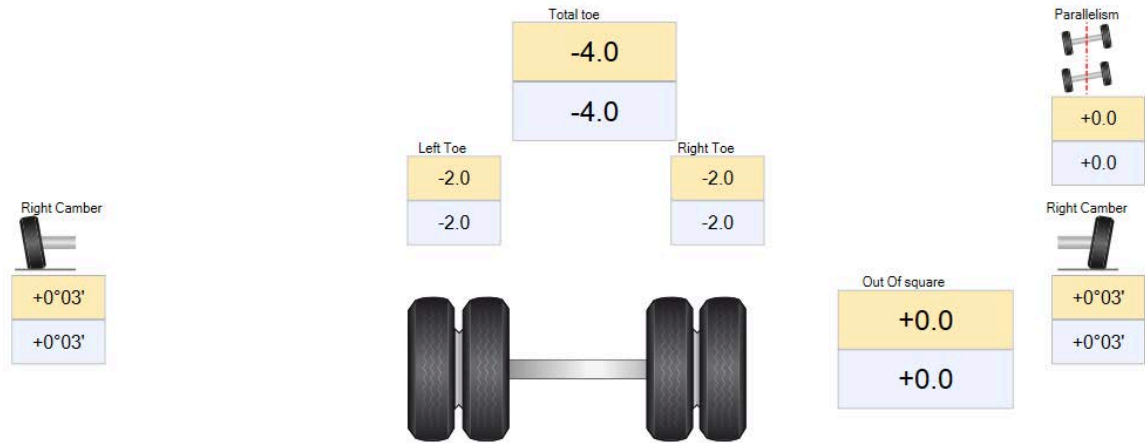 Total toe
-4.0
-4.0
Parallelism
+0.0
+0.0
Left Toe
-2.0
-2.0
Right Toe
-2.0
-2.0
Right Camber
+0°03'
+0°03'
Right Camber
+0°03'
+0°03'
Out Of square
+0.0
+0.0